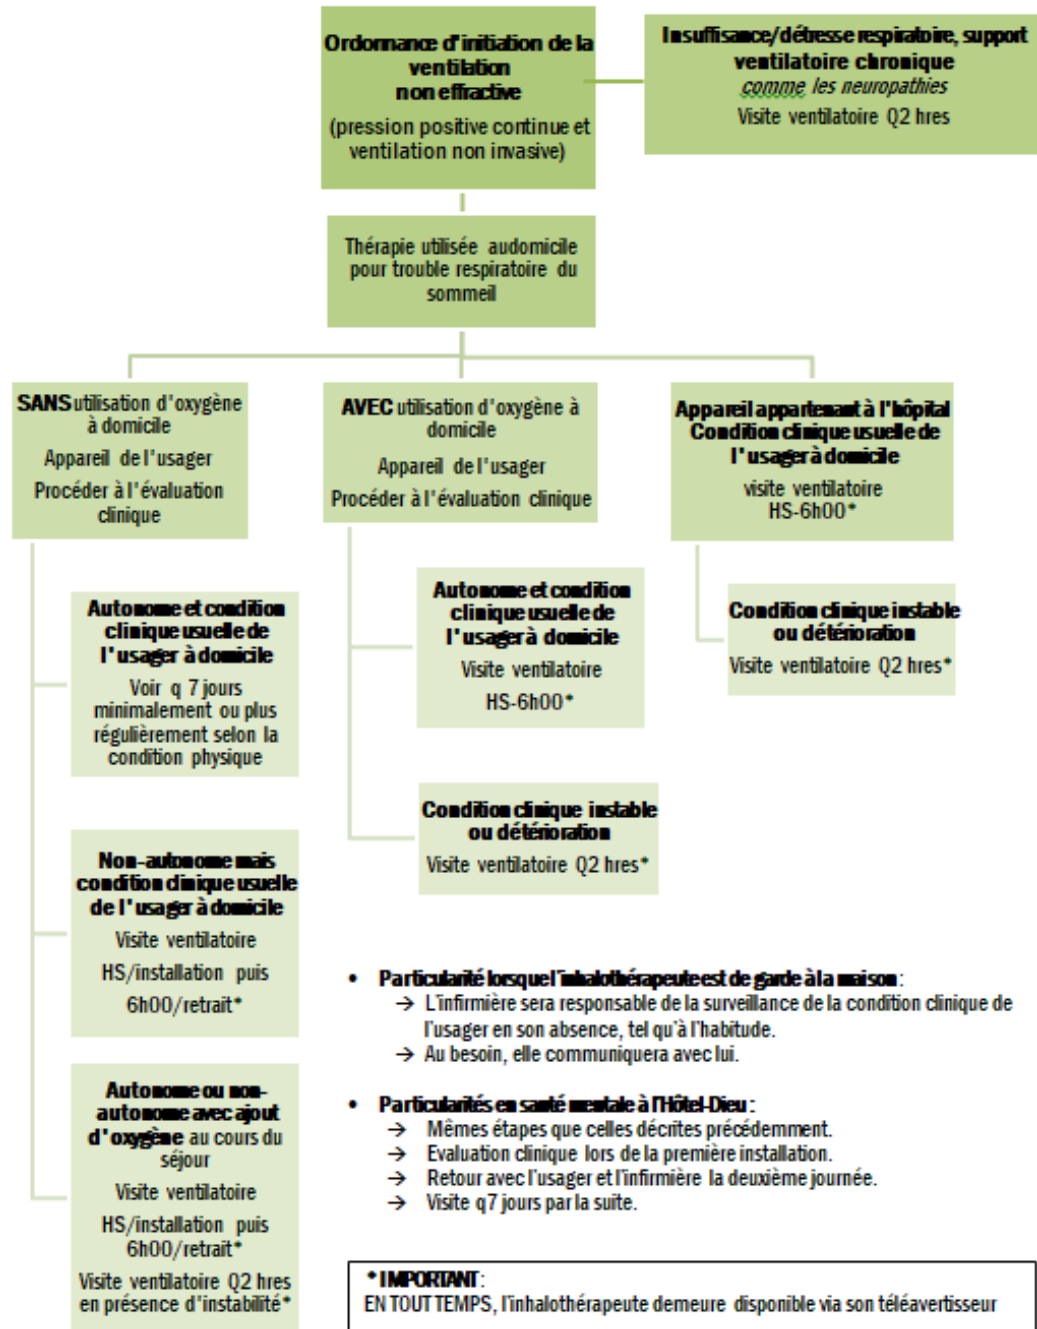 Ordonnance d'initiation de la
ventilation
non effractive
(pression positive continue et
ventilation non invasive)
Insuffisance/détresse respiratoire, support
ventilatoire chronique
comme les neuropathies
Visite ventilatoire Q2 hres
Thérapie utilisée audomicile
pour trouble respiratoire du
sommeil
SANS utilisation d'oxygène
à domicile
Appareil de l'usager
Procéder à l'évaluation
clinique
AVEC utilisation d'oxygène à
domicile
Appareil de l'usager
Procéder à l'évaluation clinique
Appareil appartenant à l'hôpital
Condition clinique usuelle de
l'usager à domicile
visite ventilatoire
HS-6h00*
Autonome et condition
clinique usuelle de
l'usager à domicile
Voir q 7 jours
minimalement ou plus
régulièrement selon la
condition physique
Non-autonome mais
condition clinique usuelle
de l'usager à domicile
Visite ventilatoire
HS/installation puis
6h00/retrait*
Autonome ou non-
autonome avec ajout
d'oxygène au cours du
séjour
Visite ventilatoire
HS/installation puis
6h00/retrait*
Visite ventilatoire Q2 hres
en présence d'instabilité*
Autonome et condition
clinique usuelle de
l'usager à domicile
Visite ventilatoire
HS-6h00*
Condition clinique instable
ou détérioration
Visite ventilatoire Q2 hres*
Condition clinique instable
ou détérioration
Visite ventilatoire Q2 hres*
• Particularité lorsque l'inhalothérapeute est de garde à la maison :
→ L'infirmière sera responsable de la surveillance de la condition clinique de
l'usager en son absence, tel qu'à l'habitude.
→ Au besoin, elle communiquera avec lui.
• Particularités en santé mentale à l'Hôtel-Dieu :
→ Mêmes étapes que celles décrites précédemment.
→ Evaluation clinique lors de la première installation.
→ Retour avec l'usager et l'infirmière la deuxième journée.
→ Visite q7 jours par la suite.
* IMPORTANT :
EN TOUT TEMPS, l'inhalothérapeute demeure disponible via son téléavertisseur